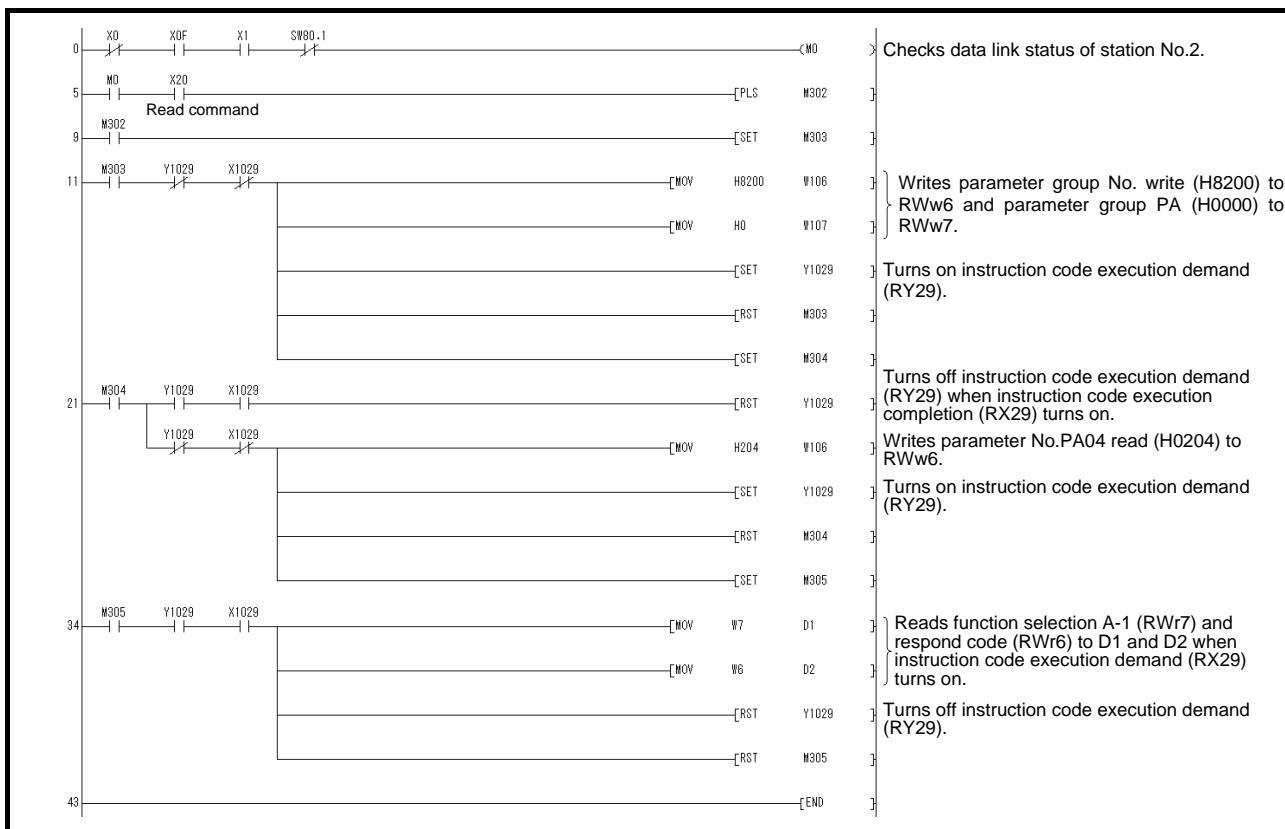 X0 X0F X1 SW80.1
0 (M0 ) Checks data link status of station No.2.
M0 X20
5 [PLS M302 ]
Read command
M302
9 [SET M303 ]
M303 Y1029 X1029
11 [MOV H8200 W106 ] Writes parameter group No. write (H8200) to
RWw6 and parameter group PA (H0000) to
[MOV H0 W107 ] RWw7.
[SET Y1029 ] Turns on instruction code execution demand
(RY29).
[RST M303 ]
[SET M304 ]
Turns off instruction code execution demand
M304 Y1029 X1029
21 [RST Y1029 ] (RY29) when instruction code execution
completion (RX29) turns on.
Y1029 X1029
[MOV H204 W106 ] Writes parameter No.PA04 read (H0204) to
RWw6.
[SET Y1029 ] Turns on instruction code execution demand
(RY29).
[RST M304 ]
[SET M305 ]
M305 Y1029 X1029
34 [MOV W7 D1 ] Reads function selection A-1 (RWr7) and
respond code (RWr6) to D1 and D2 when
[MOV W6 D2 ] instruction code execution demand (RX29)
turns on.
[RST Y1029 ] Turns off instruction code execution demand
(RY29).
[RST M305 ]
43 [END ]